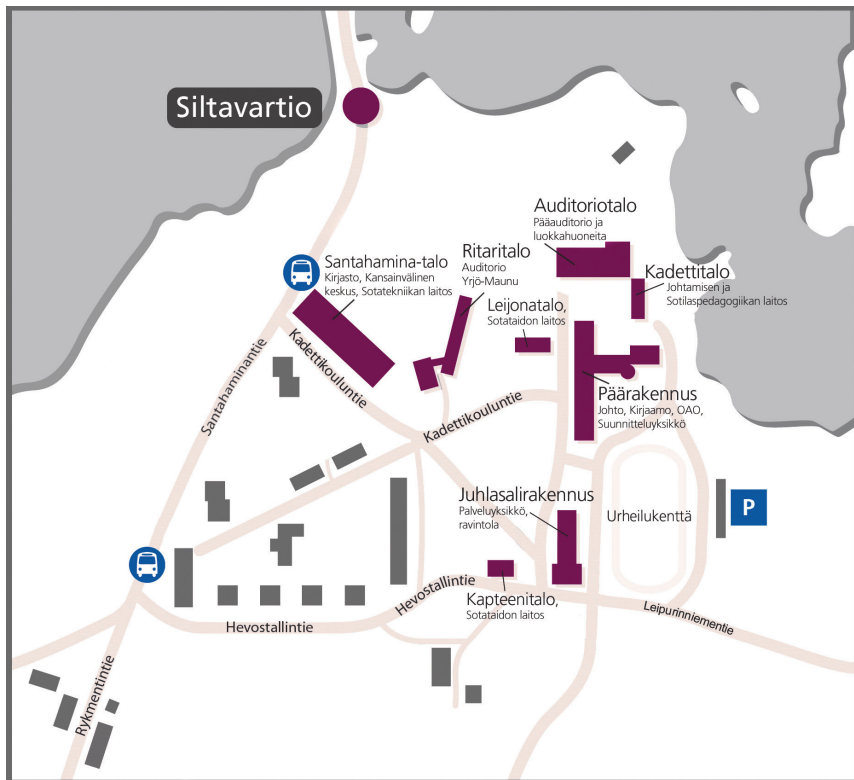 Siltavartio
Auditoriotalo
Pääauditorio ja
luokkahuoneita
Santahamina-talo
Kirjasto, Kansainvälinen
keskus, Sotatekniikan laitos
Ritaritalo
Auditorio
Yrjö-Maunu
Kadettitalo
Johtamisen ja
Sotilaspedagogiikan laitos
Leijonatalo,
Sotataidon laitos
Santahaminantie
Kadettikouluntie
Kadettikouluntie
Päärakennus
Johto, Kirjaamo, OAO,
Suunnitteluyksikkö
Juhlasalirakennus
Palveluyksikkö,
ravintola
Urheilukenttä
P
Hevostallintie
Hevostallintie
Kapteenitalo,
Sotataidon laitos
Leipurinniementie
Rykmentintie